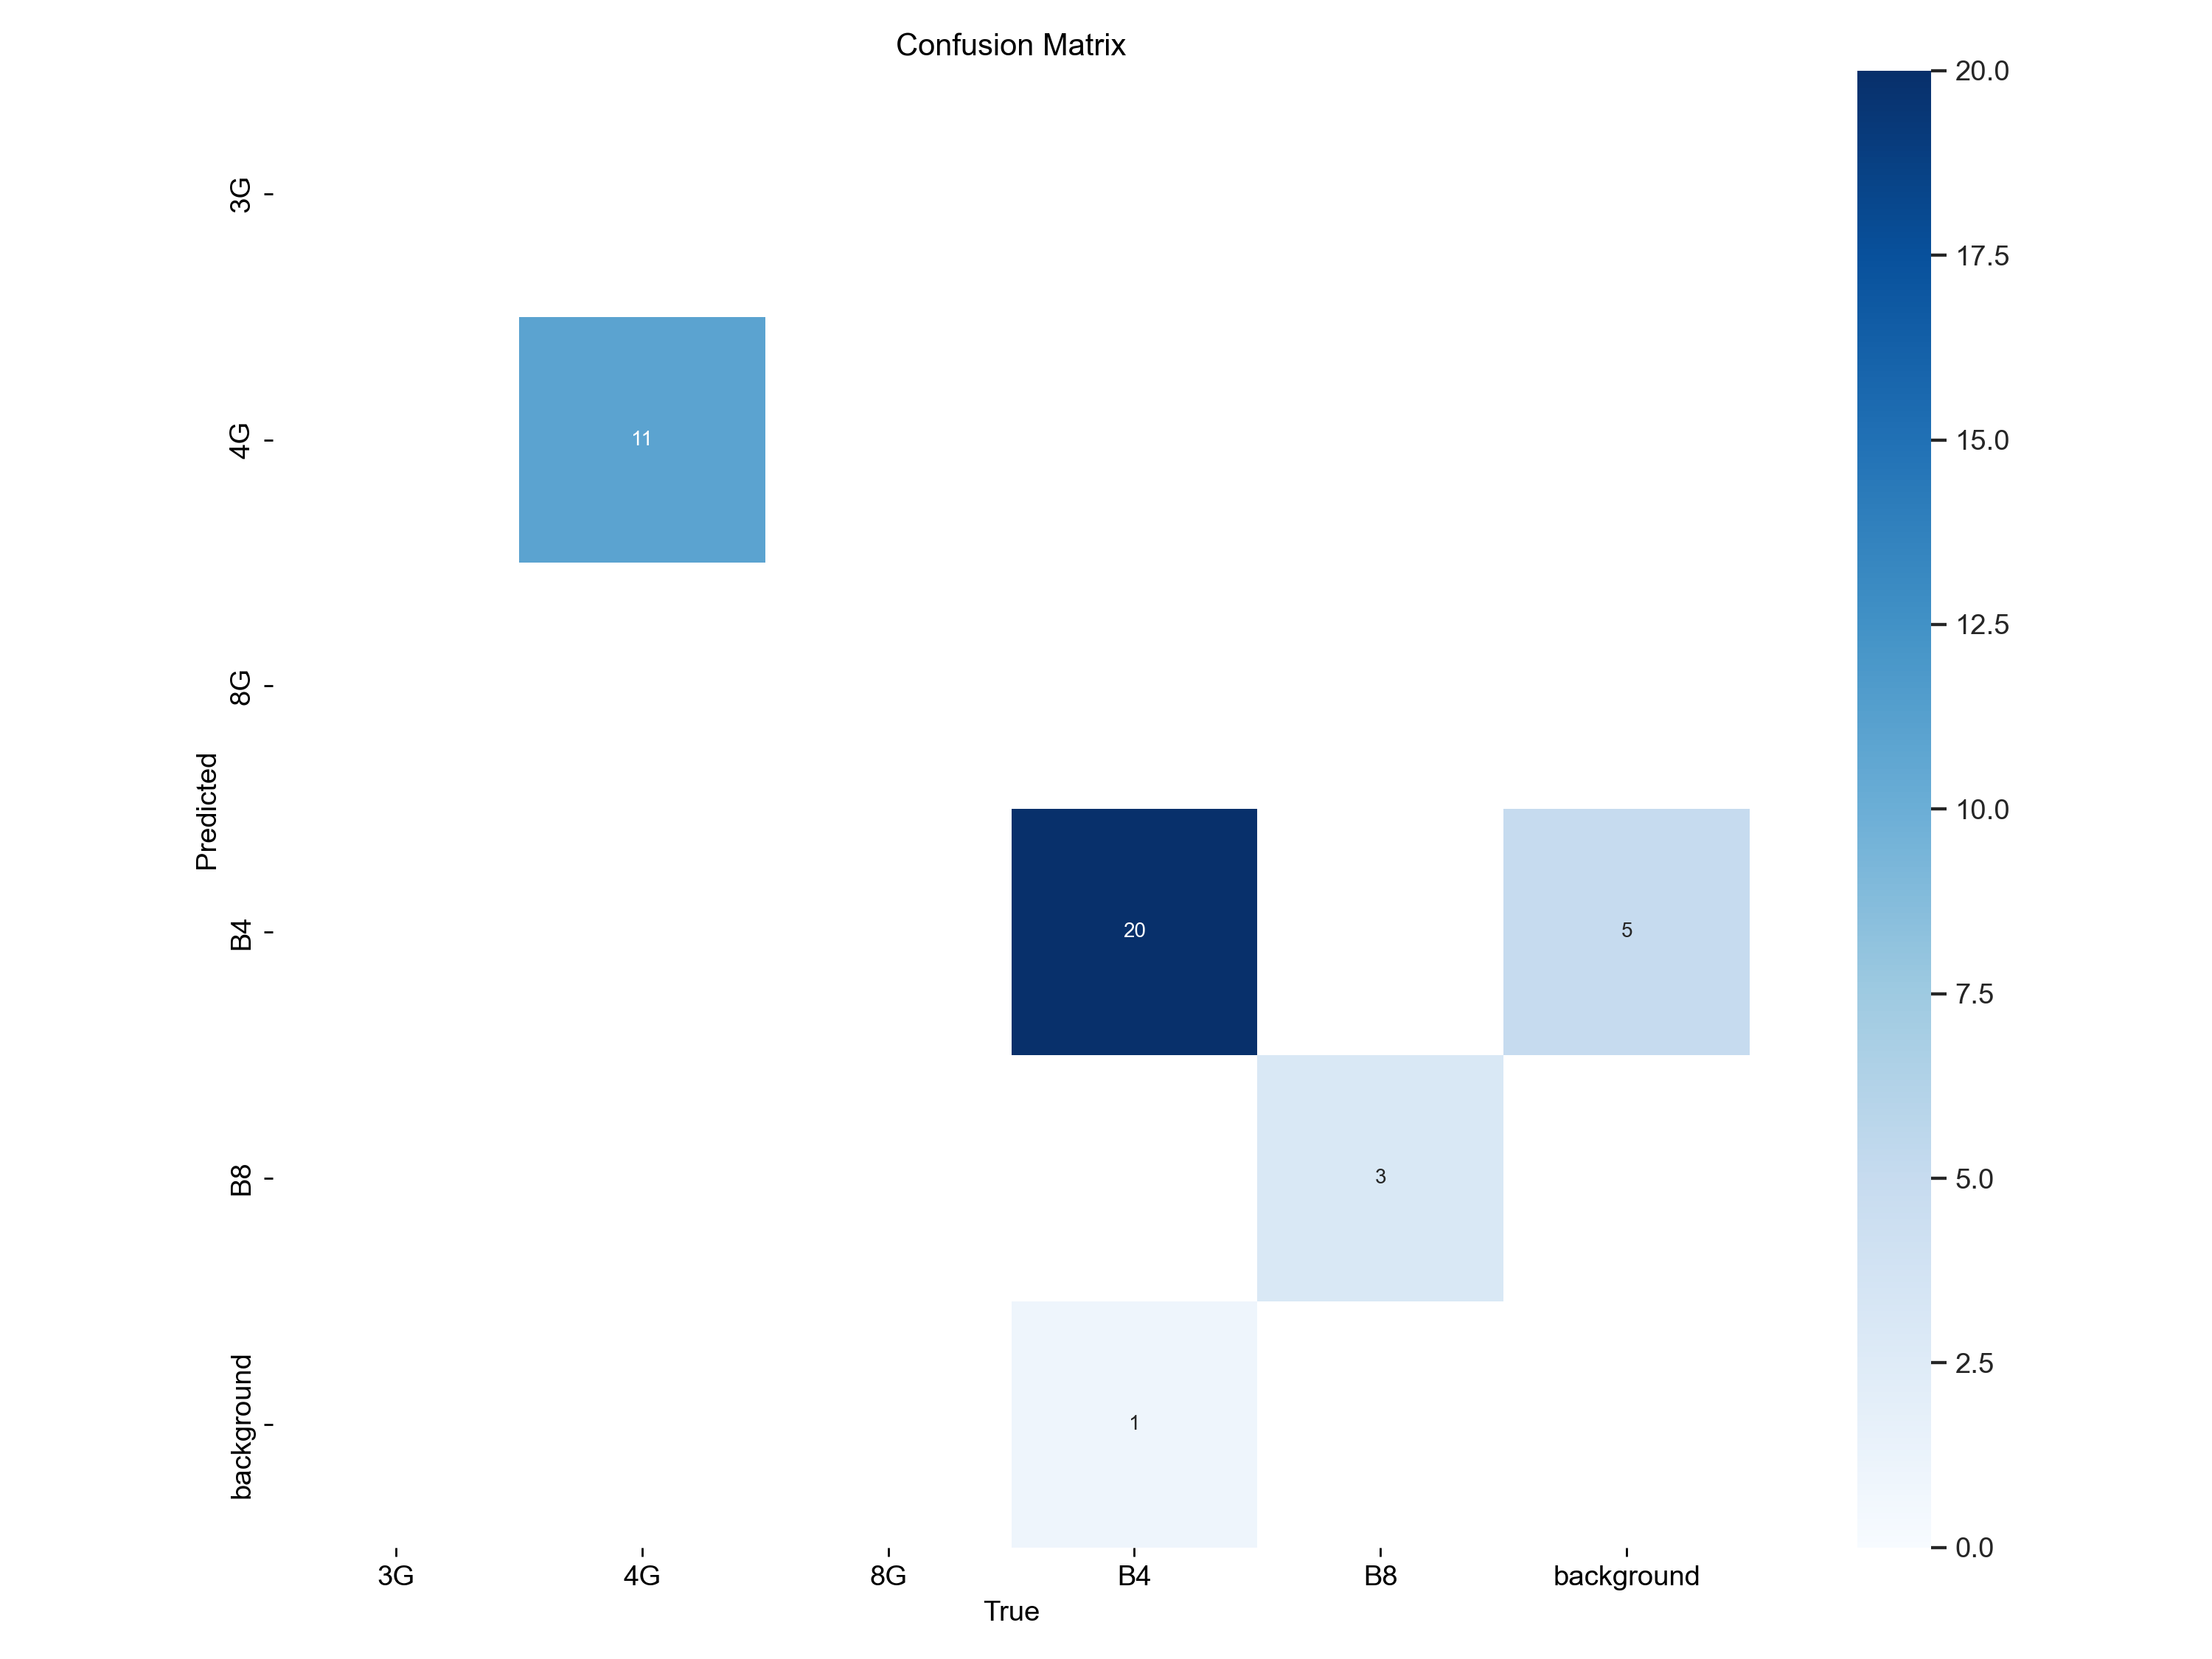 Confusion Matrix
20.0
3G
17.5
4G
11
15.0
12.5
8G
Predicted
10.0
B4
20
5
7.5
B8
3
5.0
2.5
background
1
0.0
3G 4G 8G B4 B8 background
True